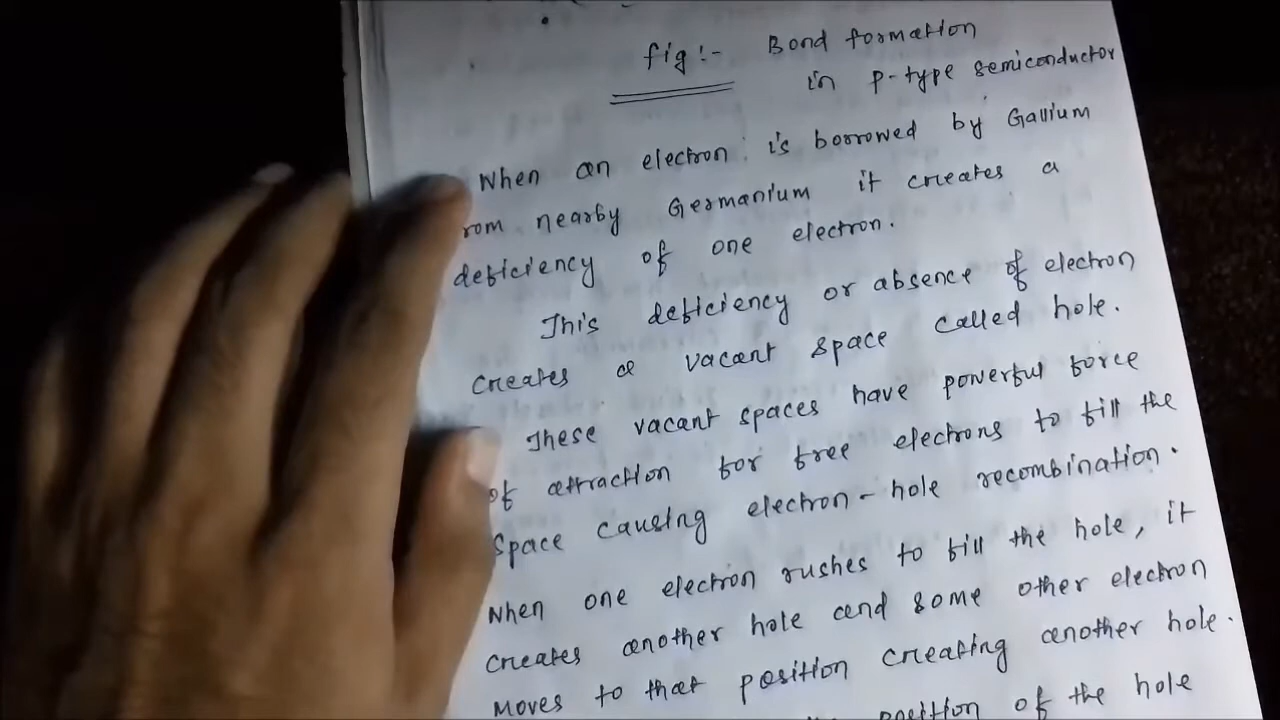 fig :- Bond formation
in P-type semiconductor
When an electron is borrowed by Gallium
rom nearby Germanium it creates a
deficiency of one electron.
This deficiency or absence of electron
creates a vacant space called hole.
These vacant spaces have powerful force
of attraction for free electrons to fill the
space causing electron-hole recombination.
When one electron rushes to fill the hole, it
creates another hole and some other electron
moves to that position creating another hole.
position of the hole